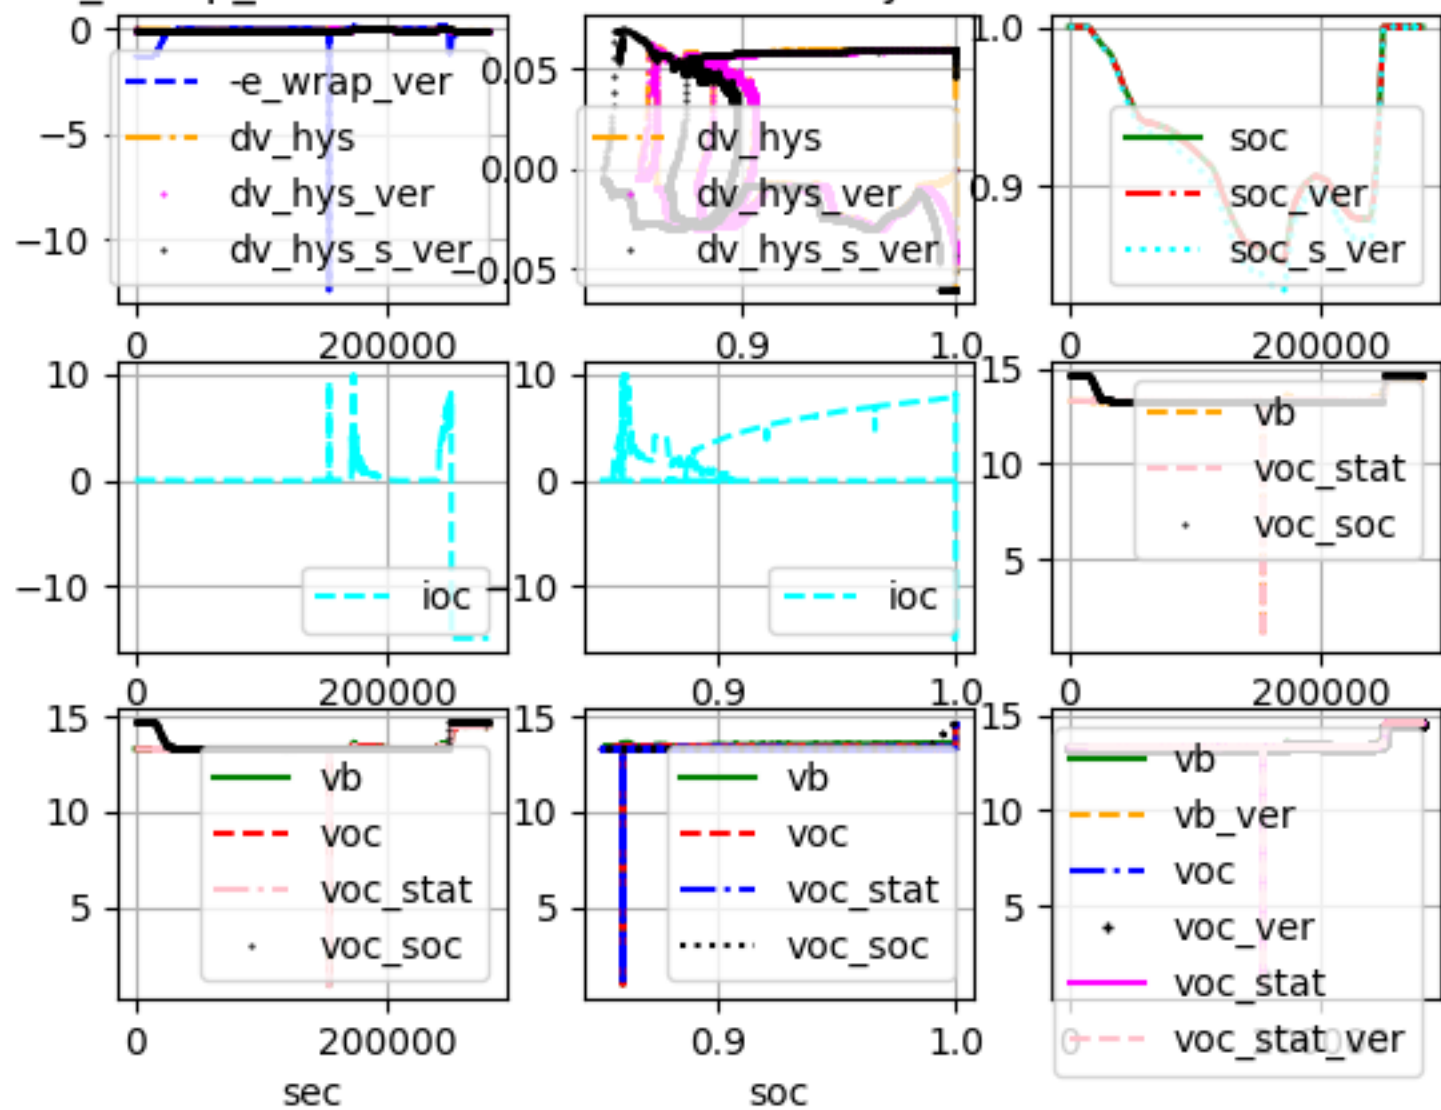 0
−5
−10
-e_wrap_ver
dv_hys
dv_hys_ver
dv_hys_s_ver
0 200000
0.05
0.00
−0.05
dv_hys
dv_hys_ver
dv_hys_s_ver
0.9 1.0
1.0
0.9
soc
soc_ver
soc_s_ver
0 200000
10
0
−10
ioc
0 200000
10
0
−10
ioc
0.9 1.0
15
10
5
vb
voc_stat
voc_soc
0 200000
15
10
5
vb
voc
voc_stat
voc_soc
0 200000
sec
15
10
5
vb
voc
voc_stat
voc_soc
0.9 1.0
soc
15
10
5
vb
vb_ver
voc
voc_ver
voc_stat
voc_stat_ver
0 200000